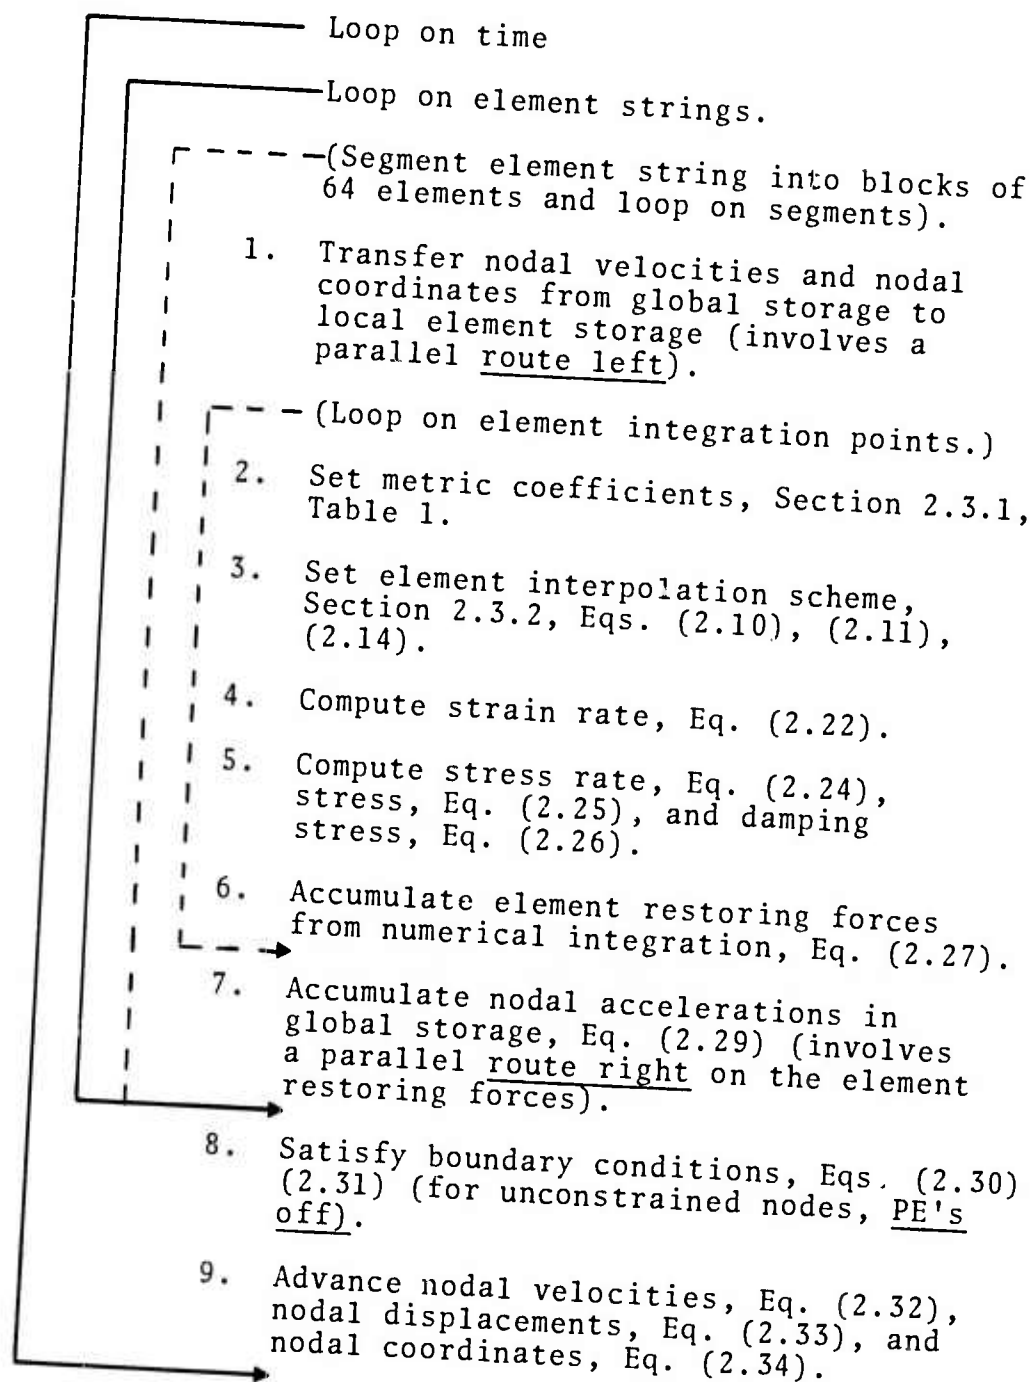 Loop on time
Loop on element strings.
(Segment element string into blocks of
64 elements and loop on segments).
1. Transfer nodal velocities and nodal
coordinates from global storage to
local element storage (involves a
parallel route left).
(Loop on element integration points.)
2. Set metric coefficients, Section 2.3.1,
Table 1.
3. Set element interpolation scheme,
Section 2.3.2, Eqs. (2.10), (2.11),
(2.14).
4. Compute strain rate, Eq. (2.22).
5. Compute stress rate, Eq. (2.24),
stress, Eq. (2.25), and damping
stress, Eq. (2.26).
6. Accumulate element restoring forces
from numerical integration, Eq. (2.27).
7. Accumulate nodal accelerations in
global storage, Eq. (2.29) (involves
a parallel route right on the element
restoring forces).
8. Satisfy boundary conditions, Eqs. (2.30)
(2.31) (for unconstrained nodes, PE's
off).
9. Advance nodal velocities, Eq. (2.32),
nodal displacements, Eq. (2.33), and
nodal coordinates, Eq. (2.34).